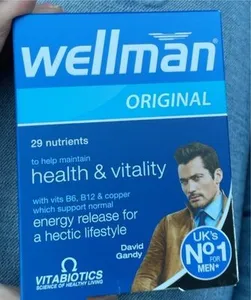 wellman
ORIGINAL
29 nutrients
to help maintain
health & vitality
with vits B6, B12 & copper
which support normal
energy release for
a hectic lifestyle
David
Gandy
UK's
No1
FOR
MEN+
VITABIOTICS
SCIENCE OF HEALTHY LIVING